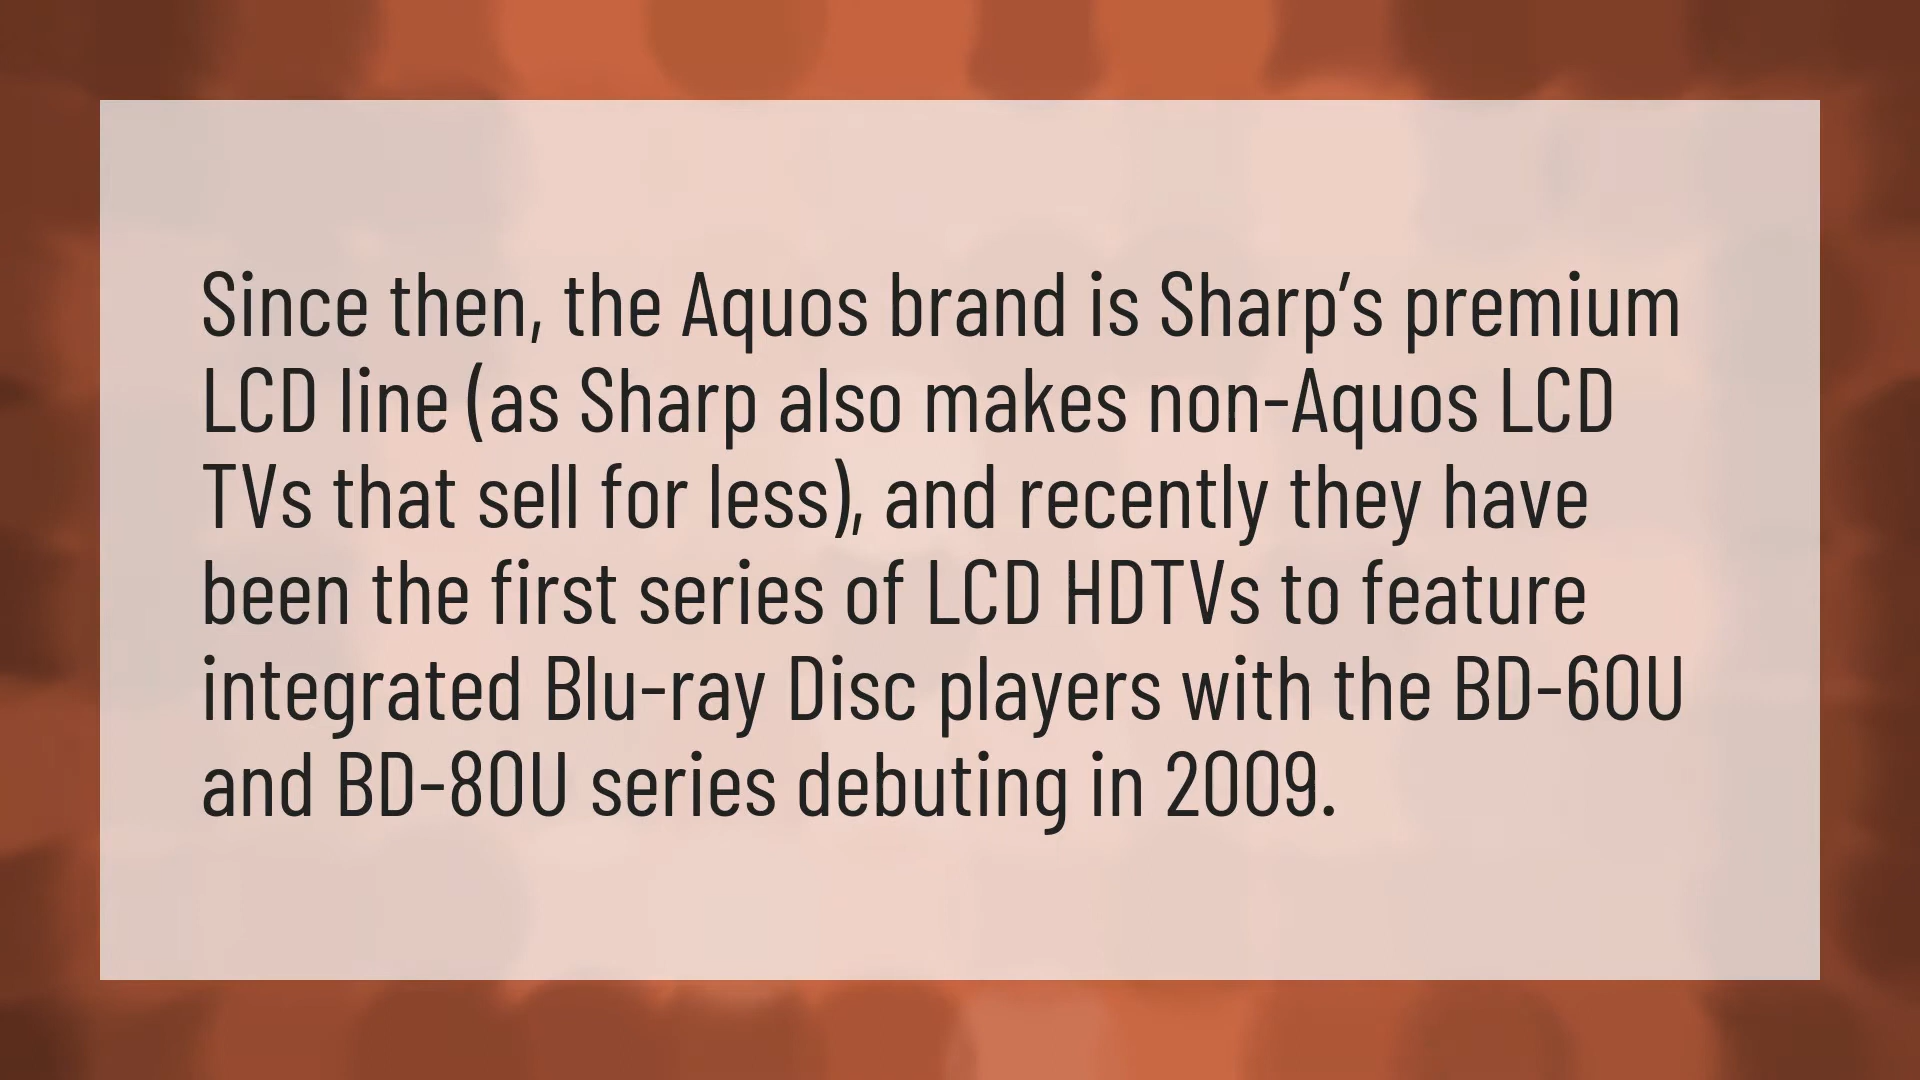 Since then, the Aquos brand is Sharp’s premium
LCD line (as Sharp also makes non-Aquos LCD
TVs that sell for less), and recently they have
been the first series of LCD HDTVs to feature
integrated Blu-ray Disc players with the BD-60U
and BD-80U series debuting in 2009.